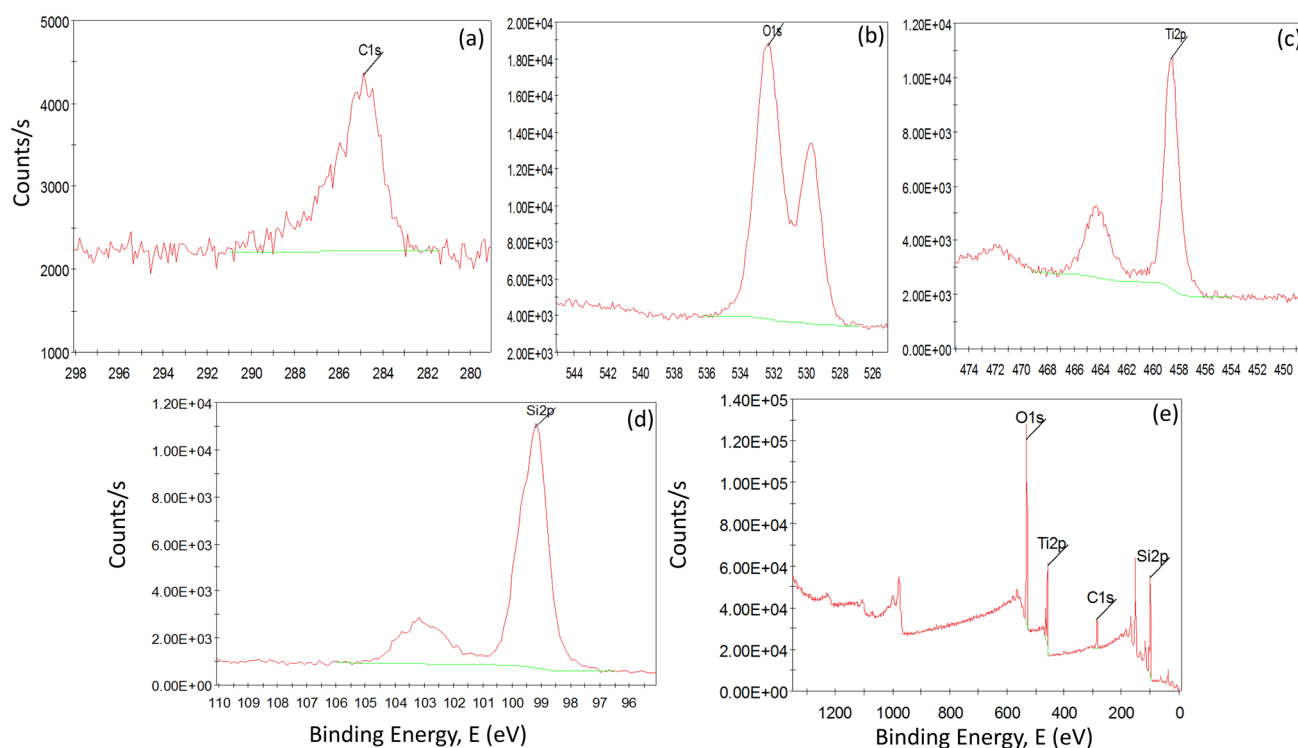 5000
4000
3000
2000
1000
Counts/s
C1s
(a)
298 296 294 292 290 288 286 284 282 280
2.00E+04
1.80E+04
1.60E+04
1.40E+04
1.20E+04
1.00E+04
8.00E+03
6.00E+03
4.00E+03
2.00E+03
O1s
(b)
544 542 540 538 536 534 532 530 528 526
1.20E+04
1.00E+04
8.00E+03
6.00E+03
4.00E+03
2.00E+03
0.00E+00
Ti2p
(c)
474 472 470 468 466 464 462 460 458 456 454 452 450
1.20E+04
1.00E+04
8.00E+03
6.00E+03
4.00E+03
2.00E+03
0.00E+00
Counts/s
Si2p
(d)
110 109 108 107 106 105 104 103 102 101 100 99 98 97 96
Binding Energy, E (eV)
1.40E+05
1.20E+05
1.00E+05
8.00E+04
6.00E+04
4.00E+04
2.00E+04
0.00E+00
Counts/s
O1s
Ti2p
C1s
Si2p
(e)
1200 1000 800 600 400 200 0
Binding Energy, E (eV)